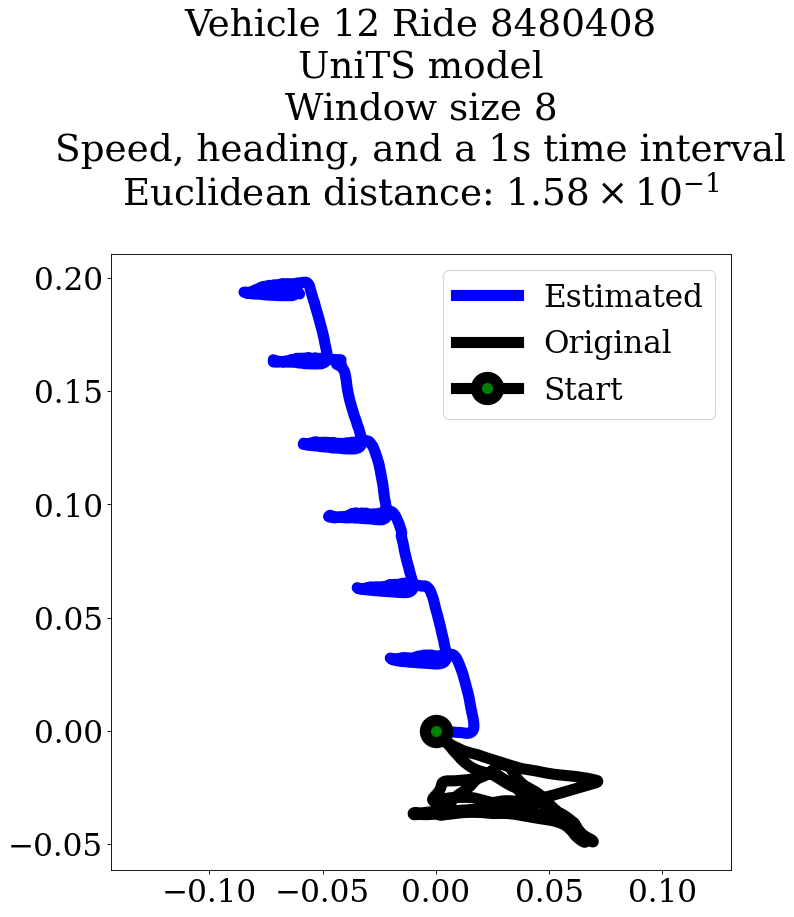 Vehicle 12 Ride 8480408
UniTS model
Window size 8
Speed, heading, and a 1s time interval
Euclidean distance: 1.58 × 10⁻¹
Estimated
Original
Start
0.20
0.15
0.10
0.05
0.00
−0.05
−0.10 −0.05 0.00 0.05 0.10